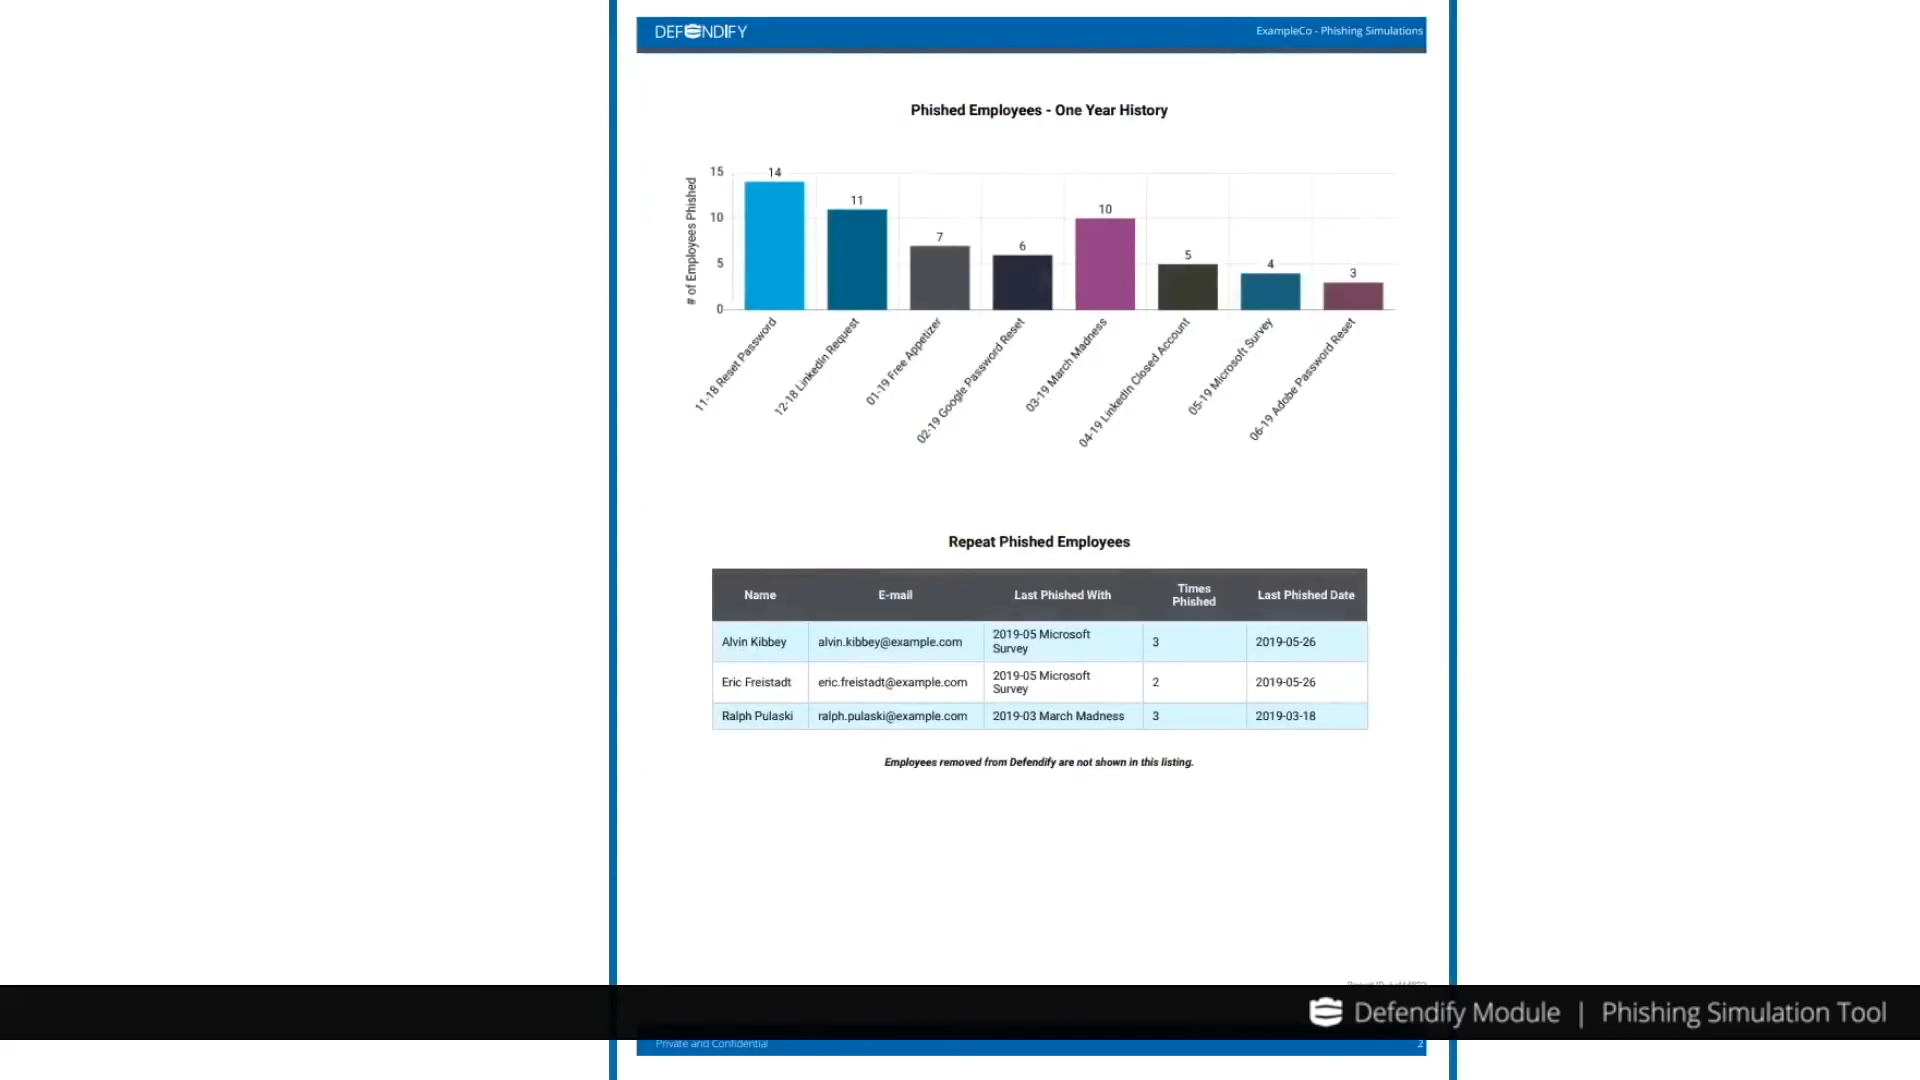 DEFENDIFY
ExampleCo - Phishing Simulations
Phished Employees - One Year History
# of Employees Phished
15
10
5
0
14
11
7
6
10
5
4
3
11-18 Reset Password
12-18 LinkedIn Request
01-19 Free Appetizer
02-19 Google Password Reset
03-19 March Madness
04-19 LinkedIn Closed Account
05-19 Microsoft Survey
06-19 Adobe Password Reset
Repeat Phished Employees
Name E-mail Last Phished With Times Phished Last Phished Date
Alvin Kibbey alvin.kibbey@example.com 2019-05 Microsoft Survey 3 2019-05-26
Eric Freistadt eric.freistadt@example.com 2019-05 Microsoft Survey 2 2019-05-26
Ralph Pulaski ralph.pulaski@example.com 2019-03 March Madness 3 2019-03-18
Employees removed from Defendify are not shown in this listing.
Defendify Module | Phishing Simulation Tool
Private and Confidential
2